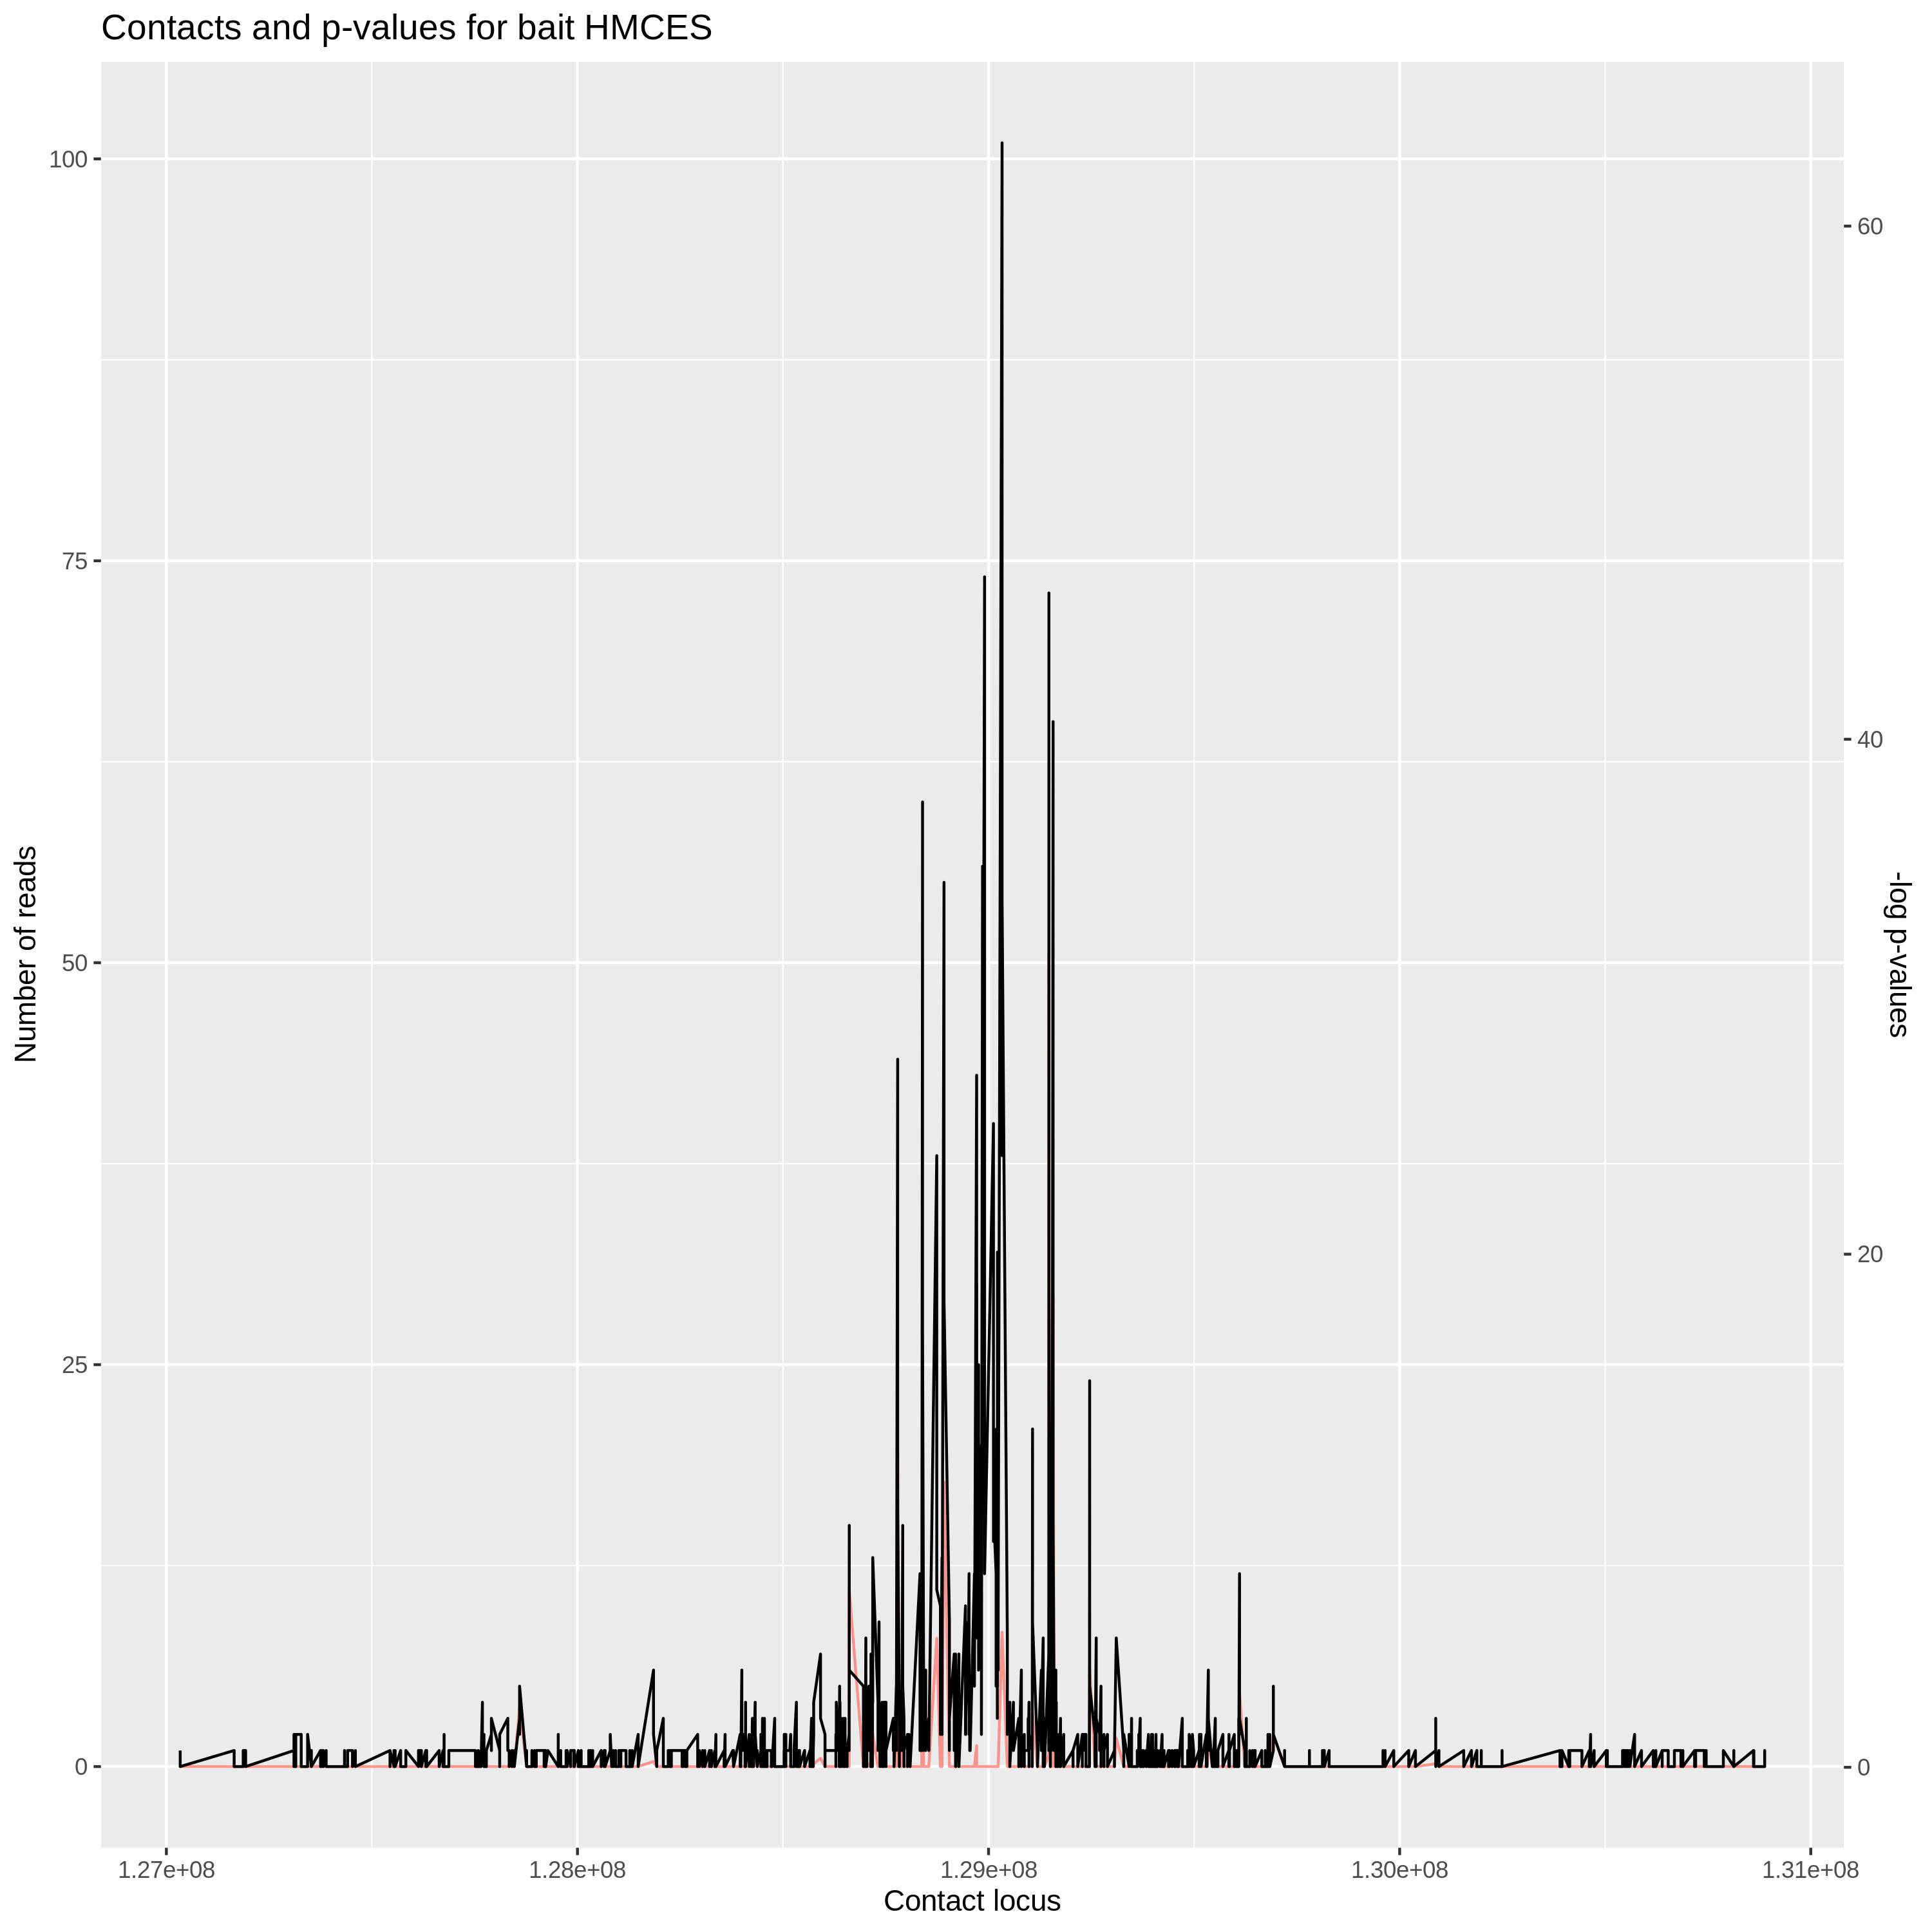 Contacts and p-values for bait HMCES
100
75
50
25
0
Number of reads
60
40
20
0
-log p-values
1.27e+08
1.28e+08
1.29e+08
1.30e+08
1.31e+08
Contact locus